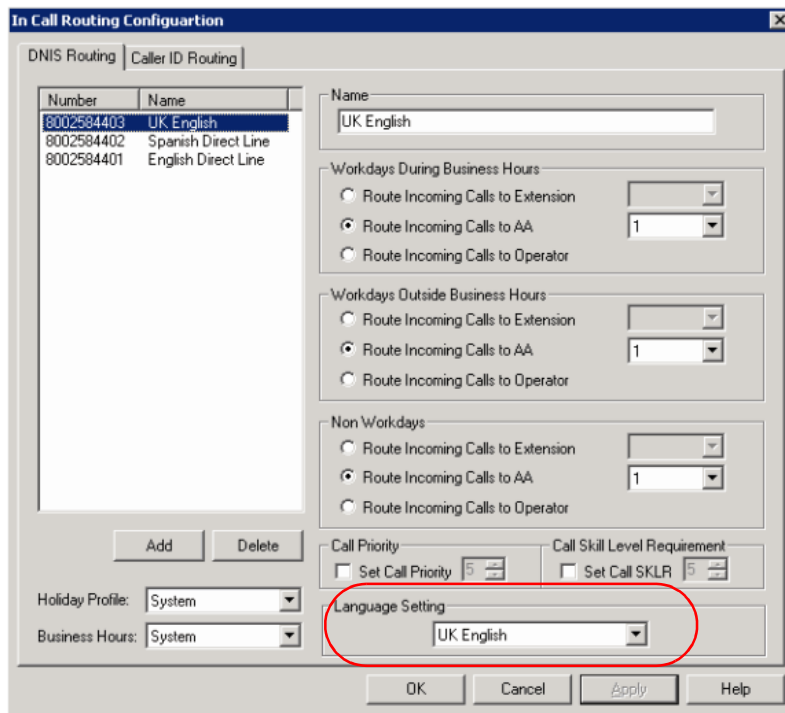 In Call Routing Configuartion
DNIS Routing
Caller ID Routing
Number Name
8002584403 UK English
8002584402 Spanish Direct Line
8002584401 English Direct Line
Add
Delete
Holiday Profile: System
Business Hours: System
Name
UK English
Workdays During Business Hours
Route Incoming Calls to Extension
Route Incoming Calls to AA 1
Route Incoming Calls to Operator
Workdays Outside Business Hours
Route Incoming Calls to Extension
Route Incoming Calls to AA 1
Route Incoming Calls to Operator
Non Workdays
Route Incoming Calls to Extension
Route Incoming Calls to AA 1
Route Incoming Calls to Operator
Call Priority
Set Call Priority 5
Call Skill Level Requirement
Set Call SKLR 5
Language Setting
UK English
OK
Cancel
Apply
Help